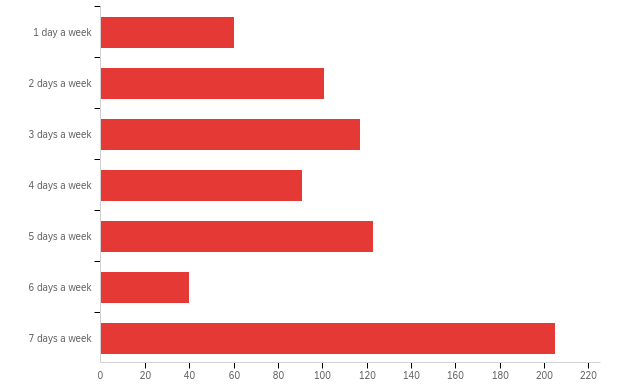 1 day a week
2 days a week
3 days a week
4 days a week
5 days a week
6 days a week
7 days a week
0 20 40 60 80 100 120 140 160 180 200 220